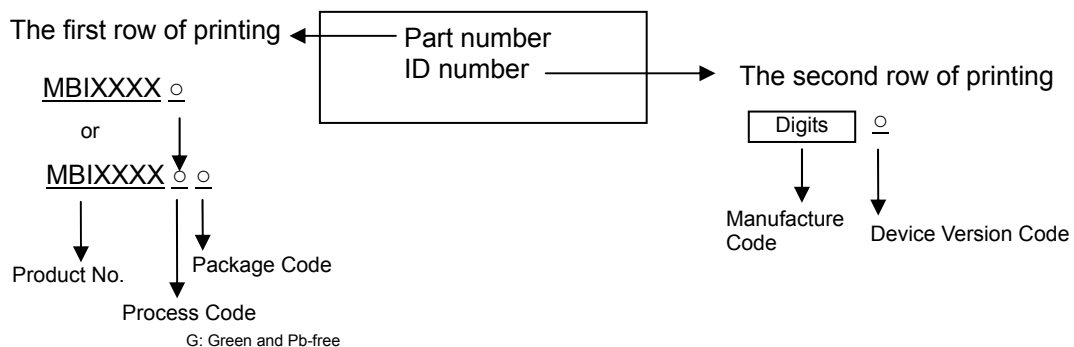 The first row of printing
Part number
ID number
The second row of printing
MBIXXXX ○
or
MBIXXXX ○ ○
Product No.
Package Code
Process Code
G: Green and Pb-free
Digits ○
Manufacture
Code
Device Version Code